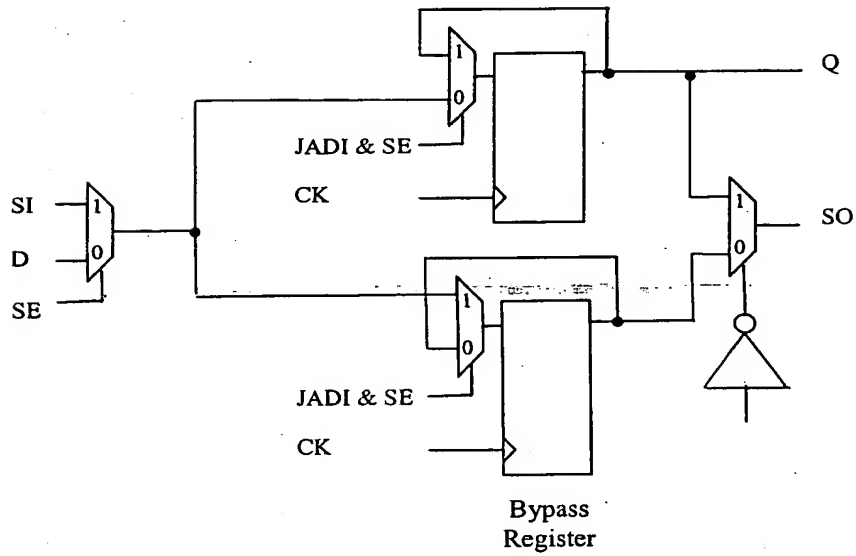 1
0
Q
JADI & SE
CK
SI
1
D
0
SE
1
0
SO
1
0
JADI & SE
CK
Bypass
Register